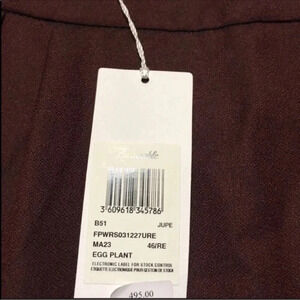 3 609618 345786
B51 JUPE
FPWRS031227URE
MA23 46/RE
EGG PLANT
ELECTRONIC LABEL FOR STOCK CONTROL
ETIQUETTE ELECTRONIQUE POUR GESTION DE STOCK
495.00